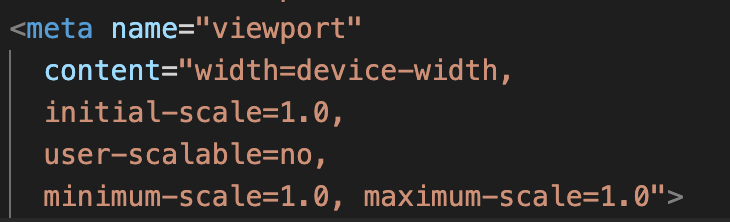 <meta name="viewport"
content="width=device-width,
initial-scale=1.0,
user-scalable=no,
minimum-scale=1.0, maximum-scale=1.0">